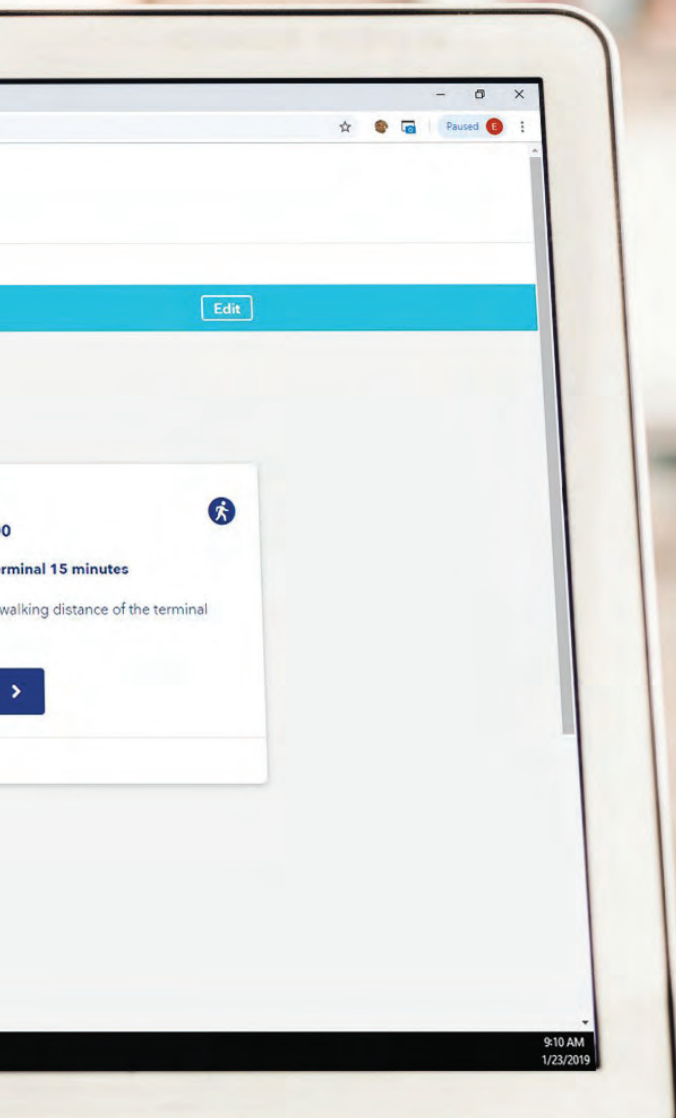 Paused E
Edit
0
rminal 15 minutes
walking distance of the terminal
9:10 AM
1/23/2019